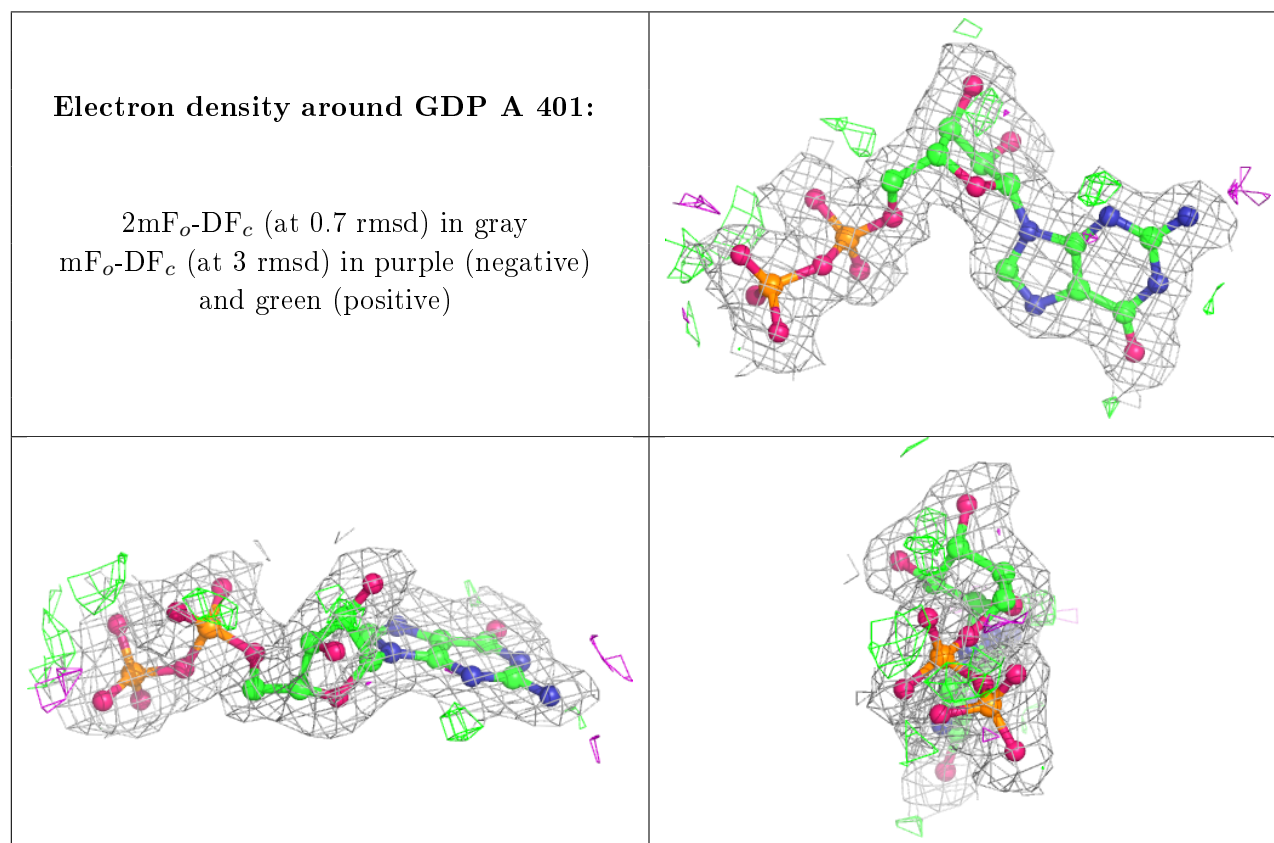 Electron density around GDP A 401:
2mFo-DFc (at 0.7 rmsd) in gray
mFo-DFc (at 3 rmsd) in purple (negative)
and green (positive)